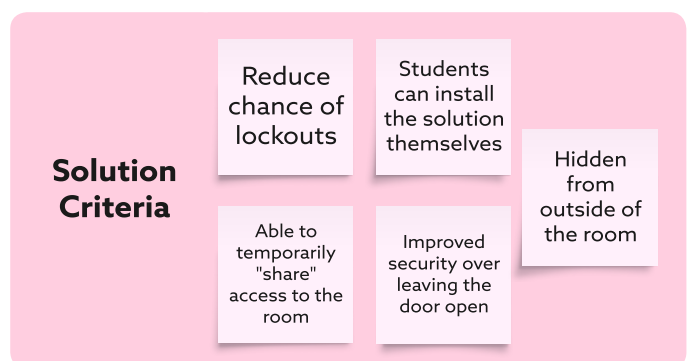 Solution
Criteria
Reduce
chance of
lockouts
Students
can install
the solution
themselves
Hidden
from
outside of
the room
Able to
temporarily
"share"
access to the
room
Improved
security over
leaving the
door open